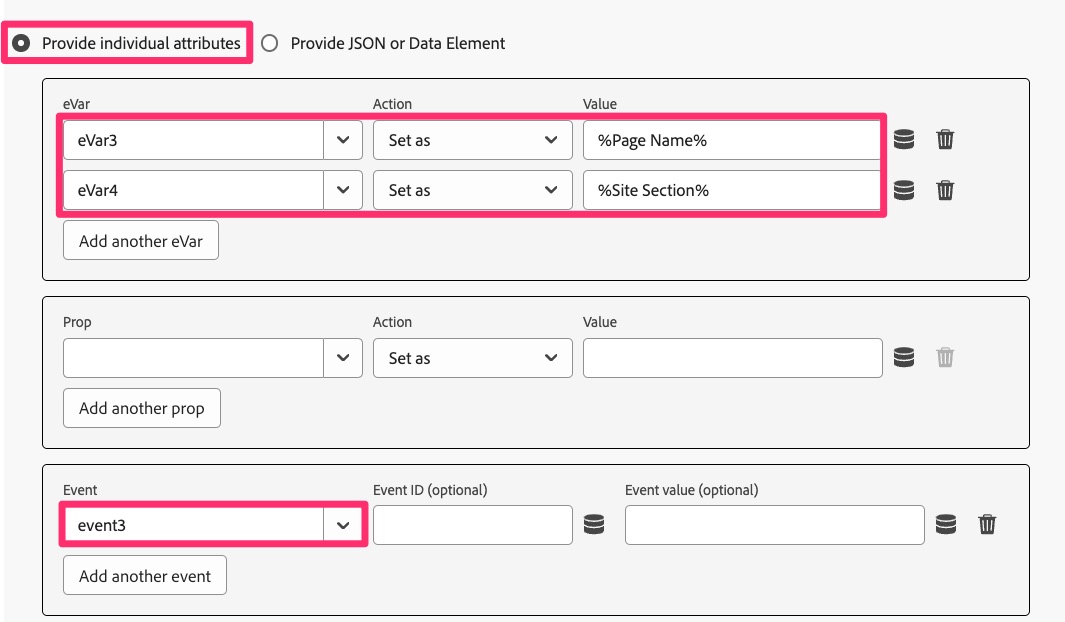 Provide individual attributes Provide JSON or Data Element
eVar Action Value
eVar3 Set as %Page Name%
eVar4 Set as %Site Section%
Add another eVar
Prop Action Value
Set as
Add another prop
Event Event ID (optional) Event value (optional)
event3
Add another event